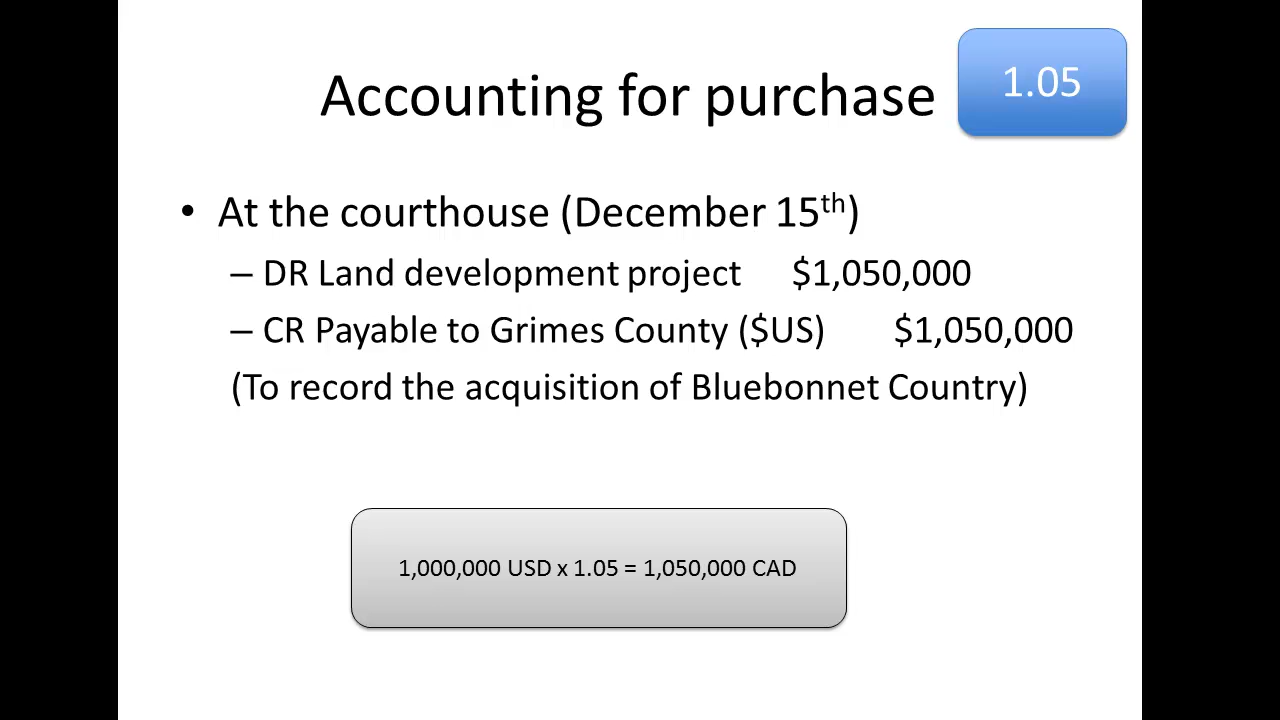 Accounting for purchase
1.05
• At the courthouse (December 15th)
– DR Land development project $1,050,000
– CR Payable to Grimes County ($US) $1,050,000
(To record the acquisition of Bluebonnet Country)
1,000,000 USD x 1.05 = 1,050,000 CAD